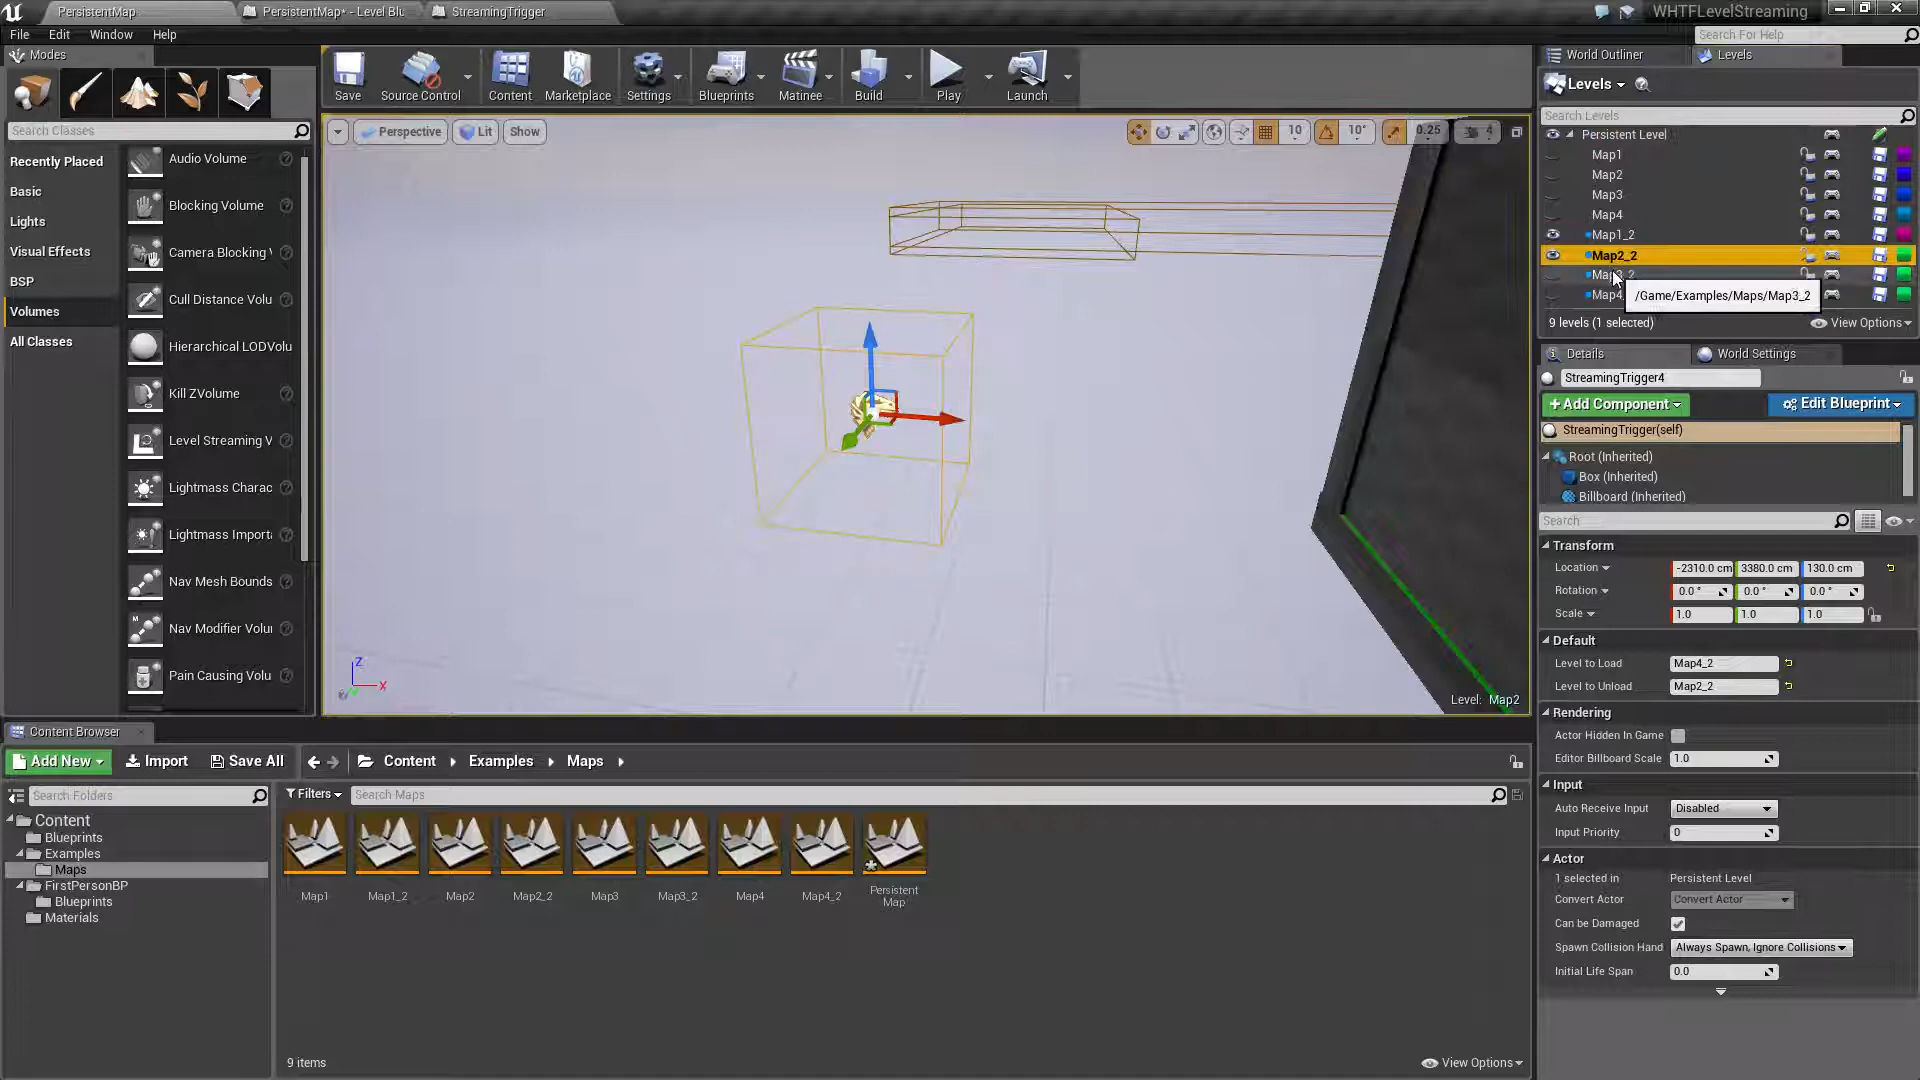 PersistentMap
PersistentMap* - Level Blu
StreamingTrigger
WHTFLevelStreaming
File
Edit
Window
Help
Search For Help
Modes
Search Classes
Recently Placed
Basic
Lights
Visual Effects
BSP
Volumes
All Classes
Audio Volume
Blocking Volume
Camera Blocking V
Cull Distance Volu
Hierarchical LODVolu
Kill ZVolume
Level Streaming V
Lightmass Charac
Lightmass Importa
Nav Mesh Bounds
Nav Modifier Volur
Pain Causing Volu
Save
Source Control
Content
Marketplace
Settings
Blueprints
Matinee
Build
Play
Launch
Perspective
Lit
Show
10
10°
0.25
4
Level: Map2
World Outliner
Levels
Levels
Search Levels
Persistent Level
Map1
Map2
Map3
Map4
Map1_2
Map2_2
Map3_2
Map4
/Game/Examples/Maps/Map3_2
9 levels (1 selected)
View Options
Details
World Settings
StreamingTrigger4
+Add Component
Edit Blueprint
StreamingTrigger(self)
Root (Inherited)
Box (Inherited)
Billboard (Inherited)
Search
Transform
Location -2310.0 cm 3380.0 cm 130.0 cm
Rotation 0.0 ° 0.0 ° 0.0 °
Scale 1.0 1.0 1.0
Default
Level to Load Map4_2
Level to Unload Map2_2
Rendering
Actor Hidden In Game
Editor Billboard Scale 1.0
Input
Auto Receive Input Disabled
Input Priority 0
Actor
1 selected in Persistent Level
Convert Actor Convert Actor
Can be Damaged
Spawn Collision Hand Always Spawn, Ignore Collisions
Initial Life Span 0.0
Content Browser
Add New
Import
Save All
Content
Examples
Maps
Search Folders
Filters
Search Maps
Content
Blueprints
Examples
Maps
FirstPersonBP
Blueprints
Materials
Map1
Map1_2
Map2
Map2_2
Map3
Map3_2
Map4
Map4_2
Persistent
Map
9 items
View Options
Z
X